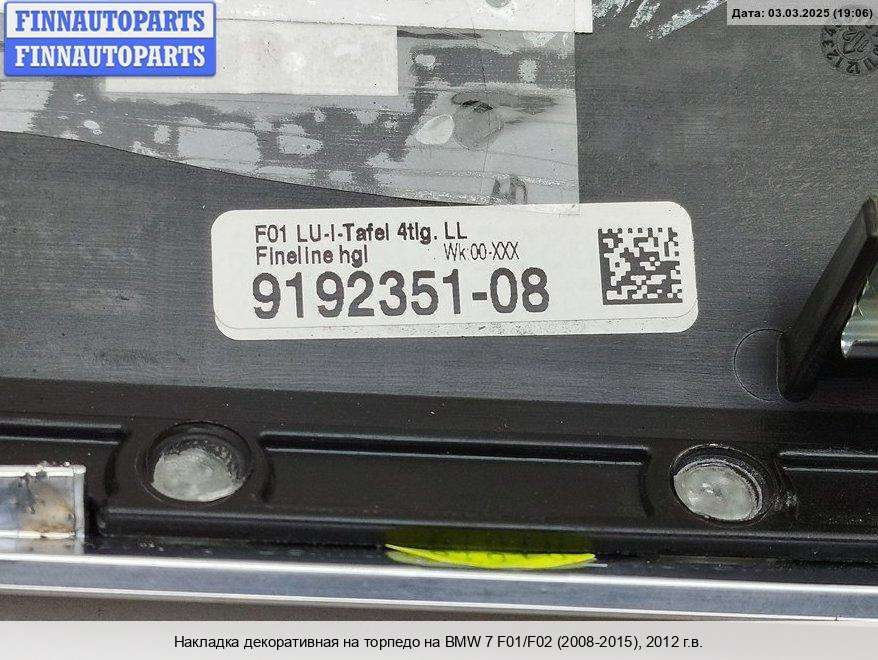 FINNAUTOPARTS
FINNAUTOPARTS
Дата: 03.03.2025 (19:06)
F01 LU-I-Tafel 4tlg. LL
Fineline hgl Wk 00-XXX
9192351-08
Накладка декоративная на торпедо на BMW 7 F01/F02 (2008-2015), 2012 г.в.